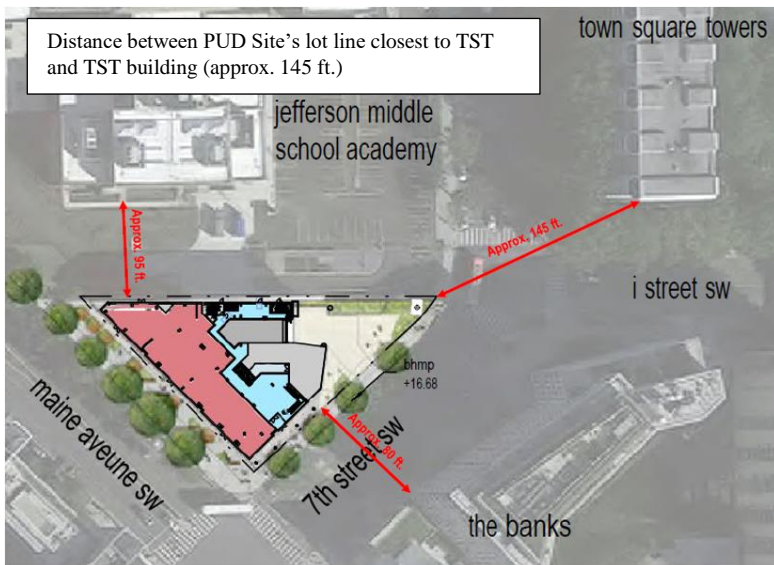 town square towers
Distance between PUD Site’s lot line closest to TST
and TST building (approx. 145 ft.)
jefferson middle
school academy
Approx. 95 ft.
Approx. 145 ft.
i street sw
bhmp
+16.68
maine aveune sw
7th street sw
Approx. 80 ft.
the banks